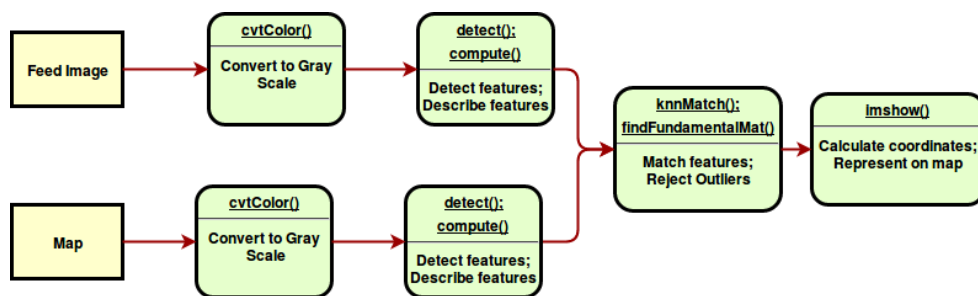 Feed Image
cvtColor()
Convert to Gray
Scale
detect();
compute()
Detect features;
Describe features
Map
cvtColor()
Convert to Gray
Scale
detect();
compute()
Detect features;
Describe features
knnMatch();
findFundamentalMat()
Match features;
Reject Outliers
imshow()
Calculate coordinates;
Represent on map